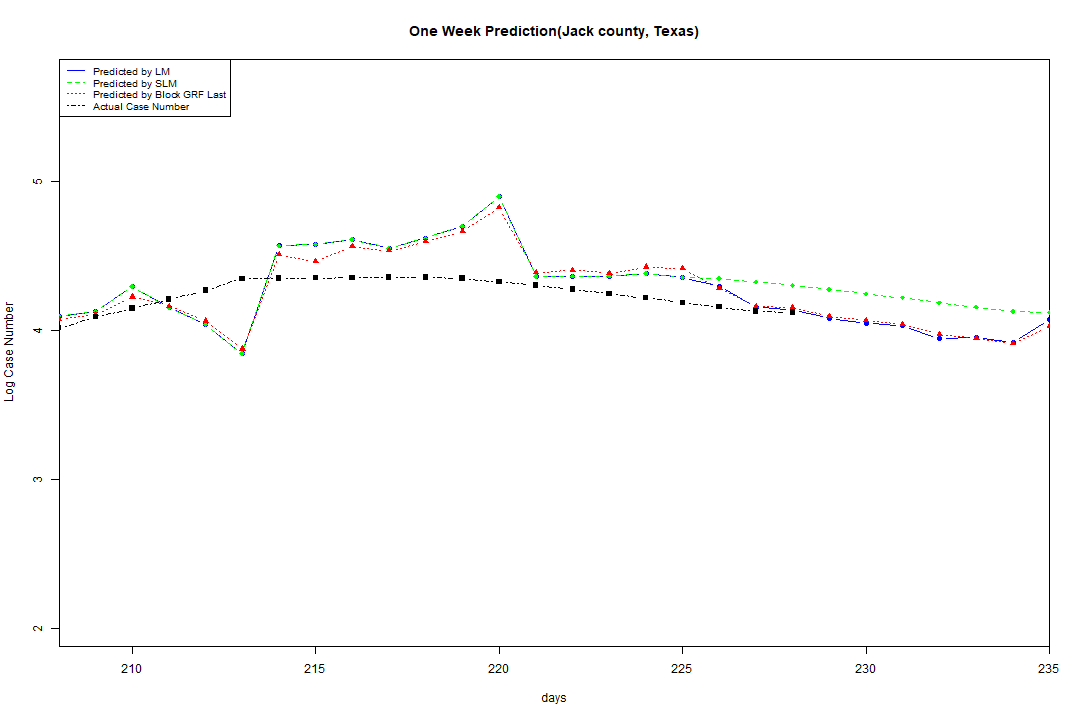 One Week Prediction(Jack county, Texas)
Predicted by LM
Predicted by SLM
Predicted by Block GRF Last
Actual Case Number
5
4
3
2
Log Case Number
210 215 220 225 230 235
days